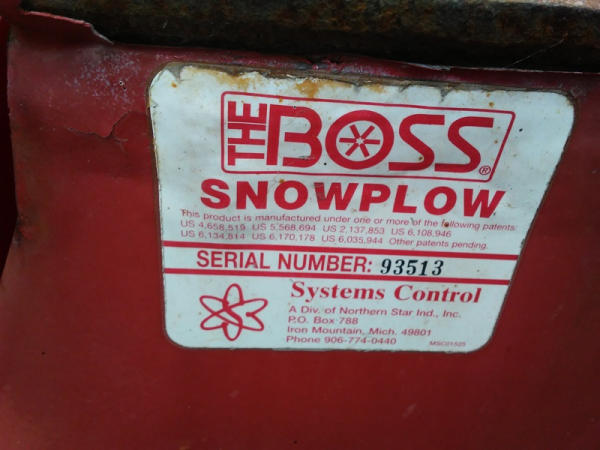 THE BOSS®
SNOWPLOW
This product is manufactured under one or more of the following patents:
US 4,658,519 US 5,568,694 US 2,137,853 US 6,108,946
US 6,134,814 US 6,170,178 US 6,035,944 Other patents pending.
SERIAL NUMBER: 93513
Systems Control
A Div. of Northern Star Ind., Inc.
P.O. Box 788
Iron Mountain, Mich. 49801
Phone 906-774-0440
MSC01525